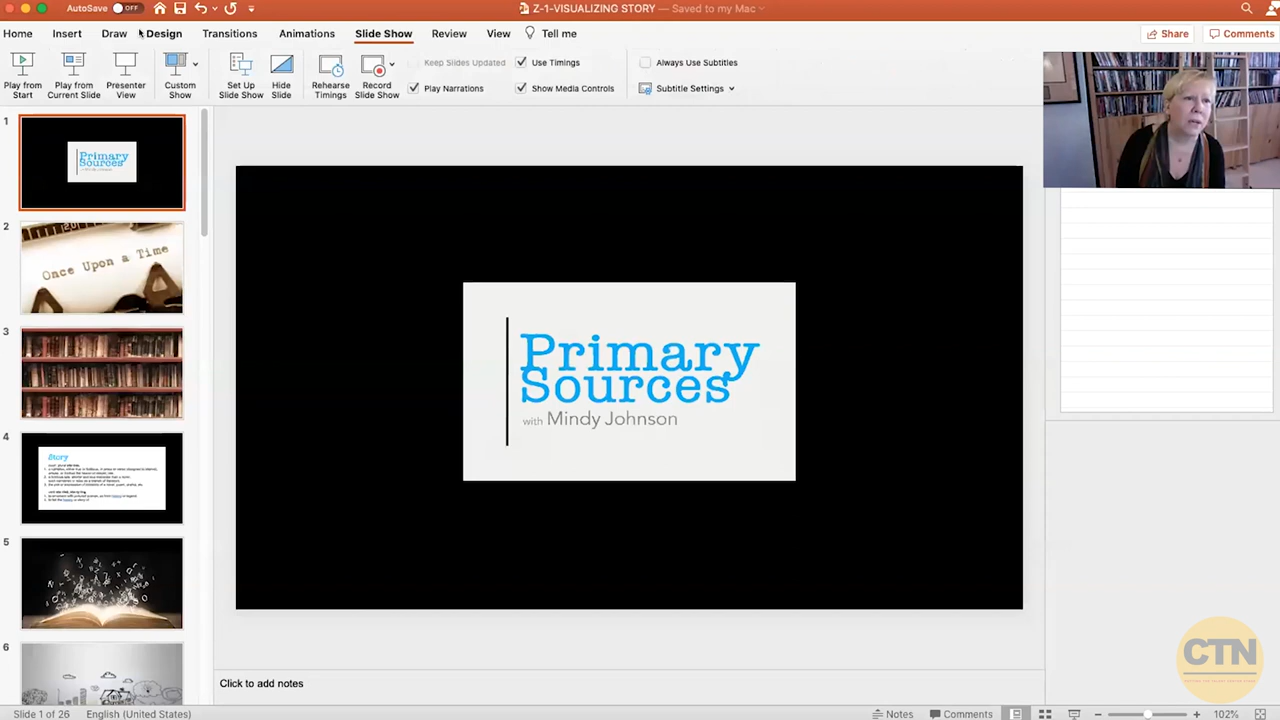 AutoSave OFF
Z-1-VISUALIZING STORY — Saved to my Mac
Home Insert Draw Design Transitions Animations Slide Show Review View Tell me
Share Comments
Play from Start
Play from Current Slide
Presenter View
Custom Show
Set Up Slide Show
Hide Slide
Rehearse Timings
Record Slide Show
Keep Slides Updated
Use Timings
Play Narrations
Show Media Controls
Always Use Subtitles
Subtitle Settings
1
Primary
Sources
2
Once Upon a Time
3
4
Story
5
6
Primary
Sources
with Mindy Johnson
Click to add notes
CTN
Slide 1 of 26 English (United States) Notes Comments 102%